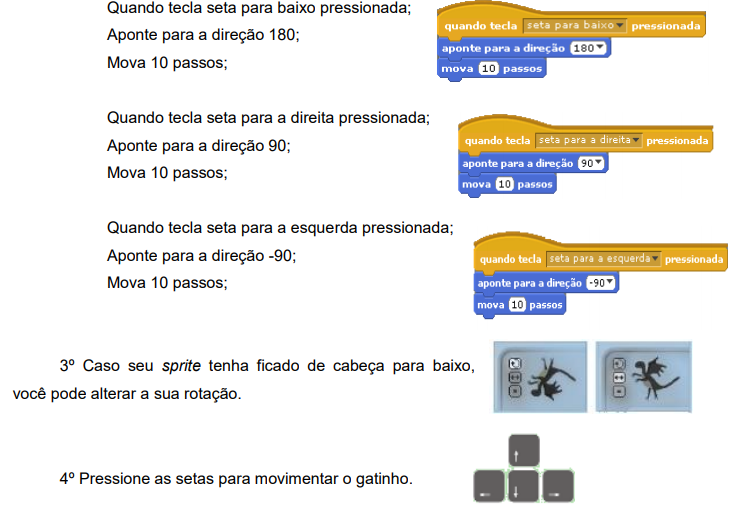 Quando tecla seta para baixo pressionada;
Aponte para a direção 180;
Mova 10 passos;
quando tecla seta para baixo pressionada
aponte para a direção 180
mova 10 passos
Quando tecla seta para a direita pressionada;
Aponte para a direção 90;
Mova 10 passos;
quando tecla seta para a direita pressionada
aponte para a direção 90
mova 10 passos
Quando tecla seta para a esquerda pressionada;
Aponte para a direção -90;
Mova 10 passos;
quando tecla seta para a esquerda pressionada
aponte para a direção -90
mova 10 passos
3º Caso seu sprite tenha ficado de cabeça para baixo,
você pode alterar a sua rotação.
4º Pressione as setas para movimentar o gatinho.